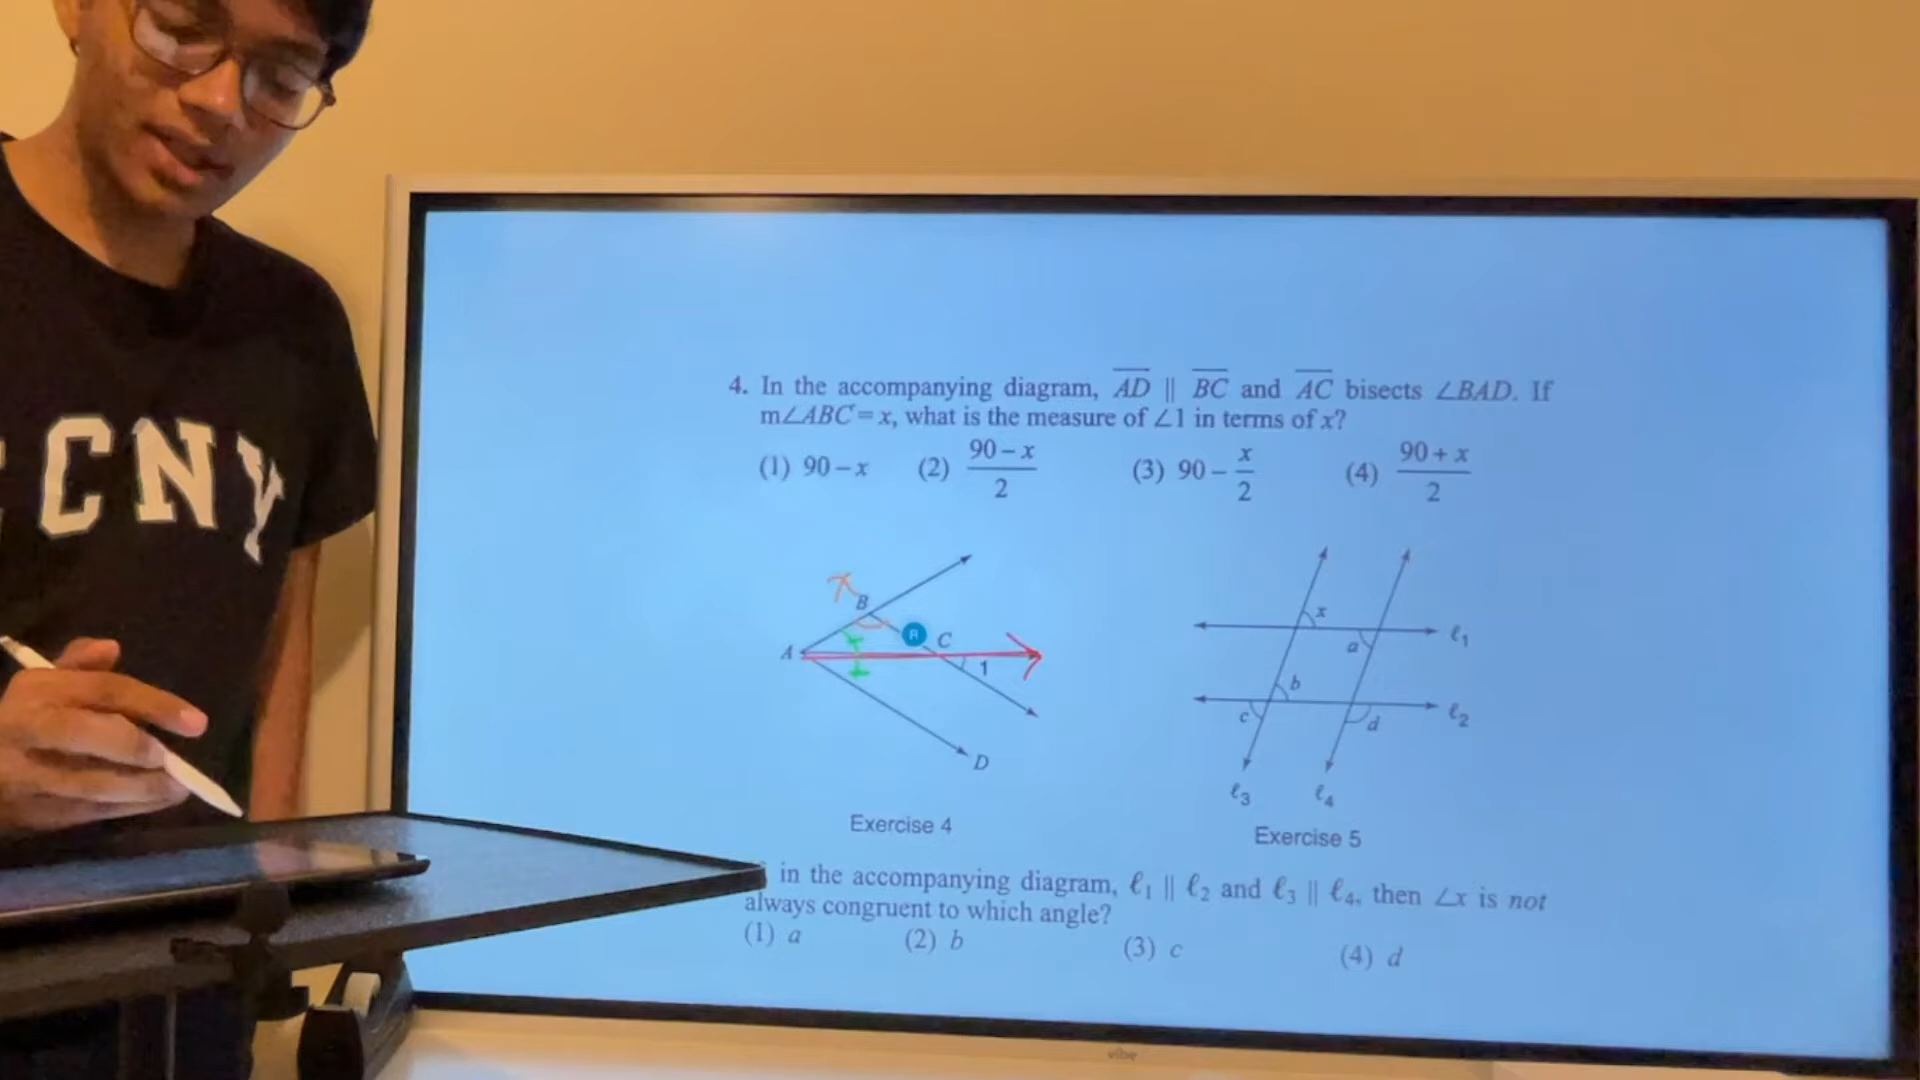 CNY
4. In the accompanying diagram, AD || BC and AC bisects ∠BAD. If
m∠ABC = x, what is the measure of ∠1 in terms of x?
(1) 90 – x (2) 90 – x / 2 (3) 90 – x/2 (4) 90 + x / 2
x
B
R
C
A
1
D
x
ℓ1
a
b
ℓ2
c
d
ℓ3
ℓ4
Exercise 4
Exercise 5
in the accompanying diagram, ℓ1 || ℓ2 and ℓ3 || ℓ4, then ∠x is not
always congruent to which angle?
(1) a (2) b (3) c (4) d
vibe